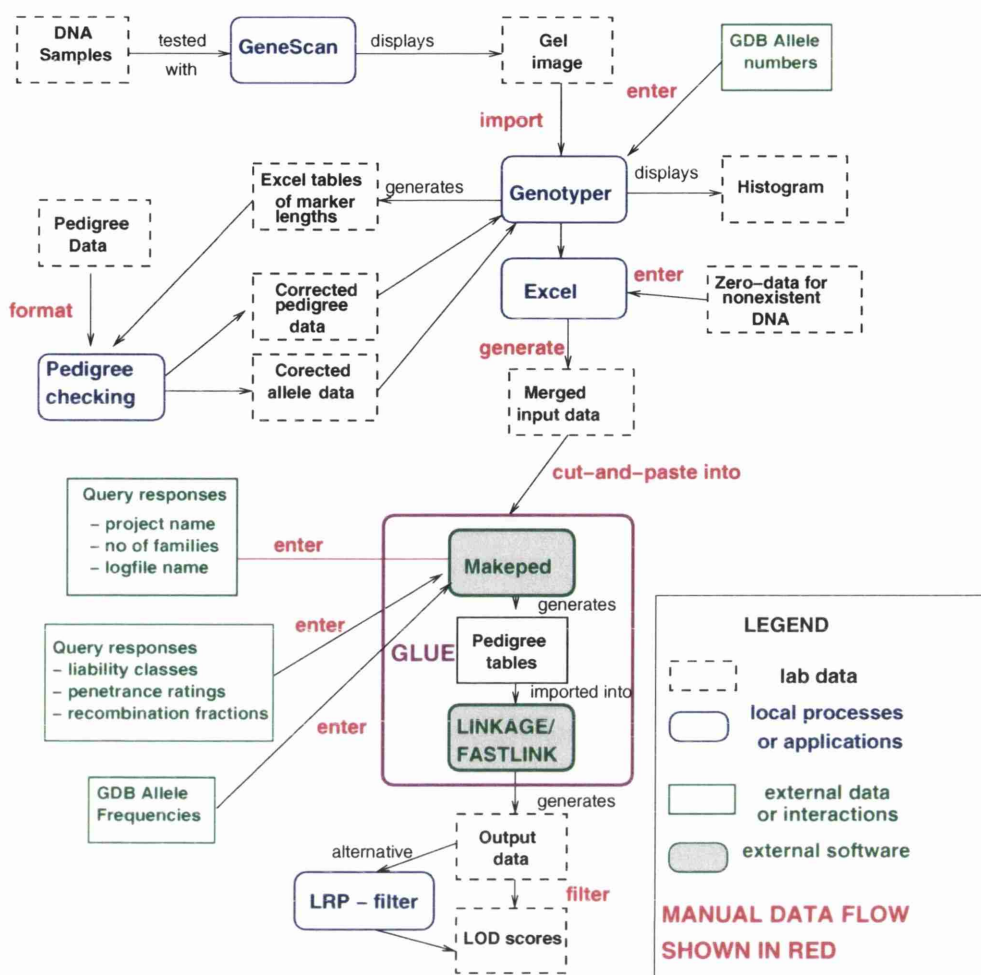 DNA
Samples
tested
with
GeneScan
displays
Gel
image
GDB Allele
numbers
import
enter
Excel tables
of marker
lengths
generates
Genotyper
displays
Histogram
Pedigree
Data
format
Corrected
pedigree
data
Excel
enter
Zero-data for
nonexistent
DNA
Pedigree
checking
Corected
allele data
generate
Merged
input data
cut-and-paste into
Query responses
- project name
- no of families
- logfile name
enter
Makeped
generates
Query responses
- liability classes
- penetrance ratings
- recombination fractions
enter
GLUE
Pedigree
tables
imported into
enter
LINKAGE/
FASTLINK
GDB Allele
Frequencies
generates
Output
data
alternative
LRP - filter
filter
LOD scores
LEGEND
lab data
local processes
or applications
external data
or interactions
external software
MANUAL DATA FLOW
SHOWN IN RED